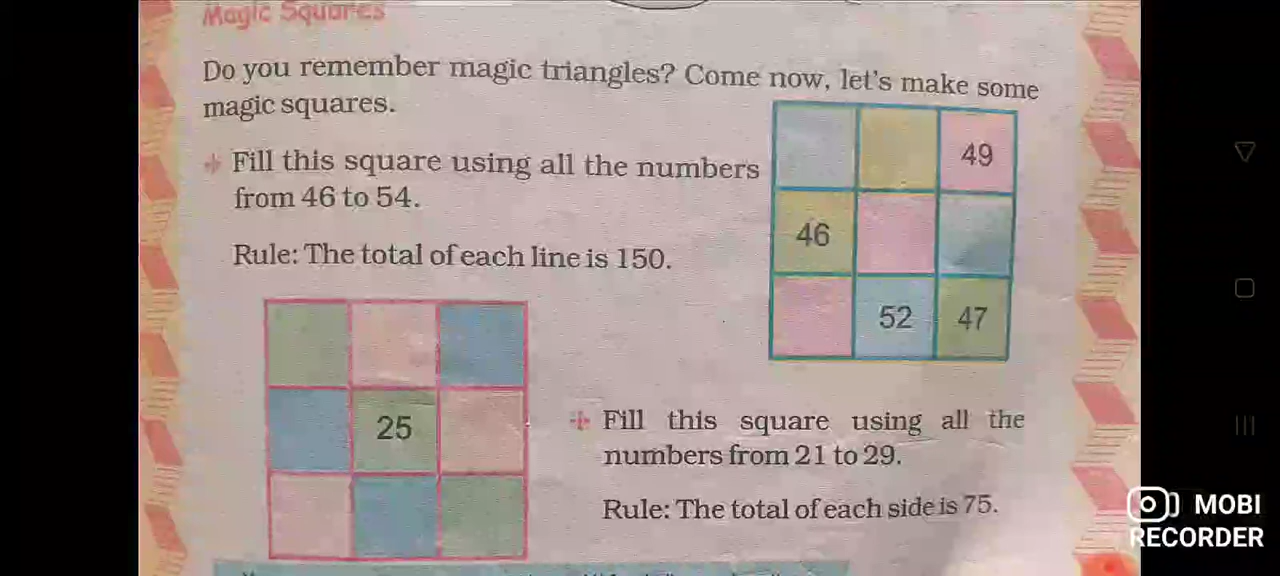 Magic Squares
Do you remember magic triangles? Come now, let's make some
magic squares.
Fill this square using all the numbers
from 46 to 54.
Rule: The total of each line is 150.
49
46
52 47
25
Fill this square using all the
numbers from 21 to 29.
Rule: The total of each side is 75.
MOBI
RECORDER